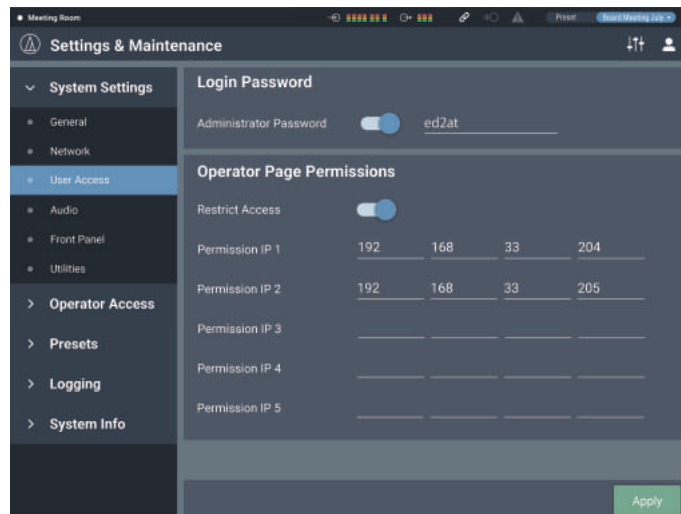 Meeting Room Preset Board Meeting July
Settings & Maintenance
System Settings
General
Network
User Access
Audio
Front Panel
Utilities
Operator Access
Presets
Logging
System Info
Login Password
Administrator Password ed2at
Operator Page Permissions
Restrict Access
Permission IP 1 192 168 33 204
Permission IP 2 192 168 33 205
Permission IP 3
Permission IP 4
Permission IP 5
Apply